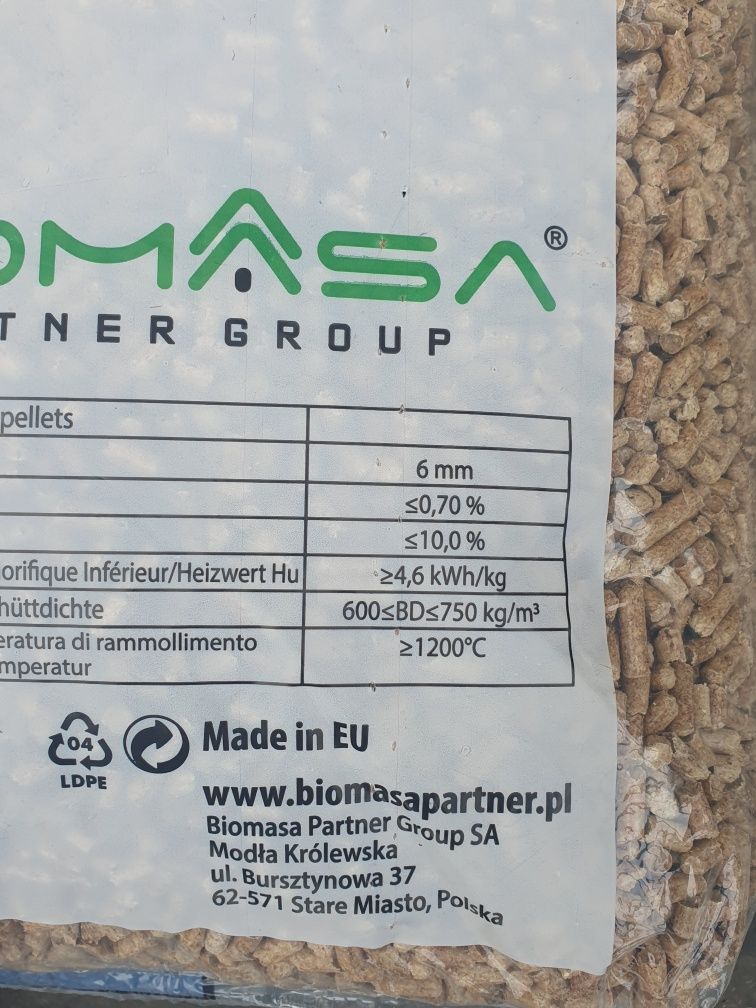 OMASA®
TNER GROUP
pellets
6 mm
≤0,70 %
≤10,0 %
orifique Inférieur/Heizwert Hu ≥4,6 kWh/kg
hüttdichte 600≤BD≤750 kg/m³
eratura di rammollimento ≥1200°C
mperatur
04
LDPE
Made in EU
www.biomasapartner.pl
Biomasa Partner Group SA
Modła Królewska
ul. Bursztynowa 37
62-571 Stare Miasto, Polska